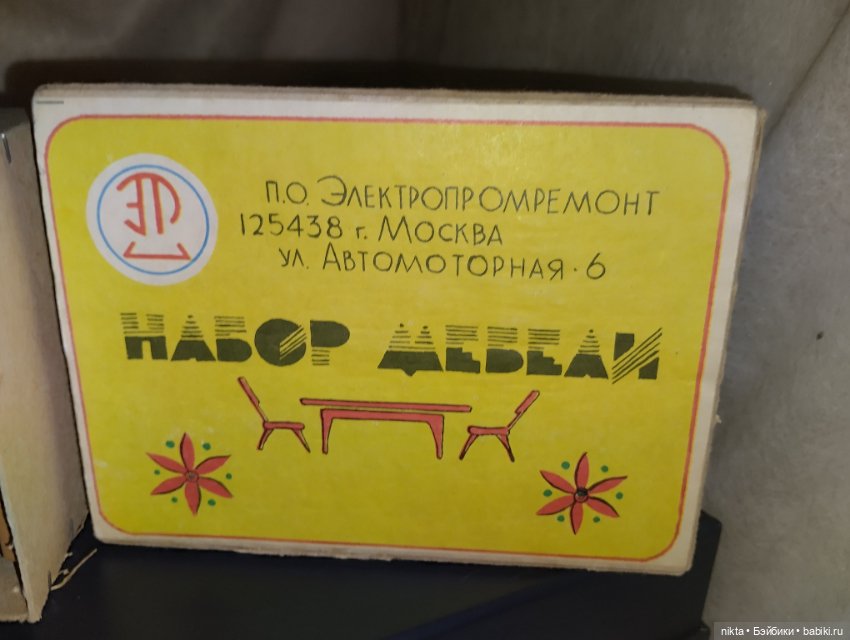 П.О. ЭЛЕКТРОПРОМРЕМОНТ
125438 г. МОСКВА
УЛ. АВТОМОТОРНАЯ · 6
НАБОР МЕБЕЛИ
nikta • Бэйбики • babiki.ru